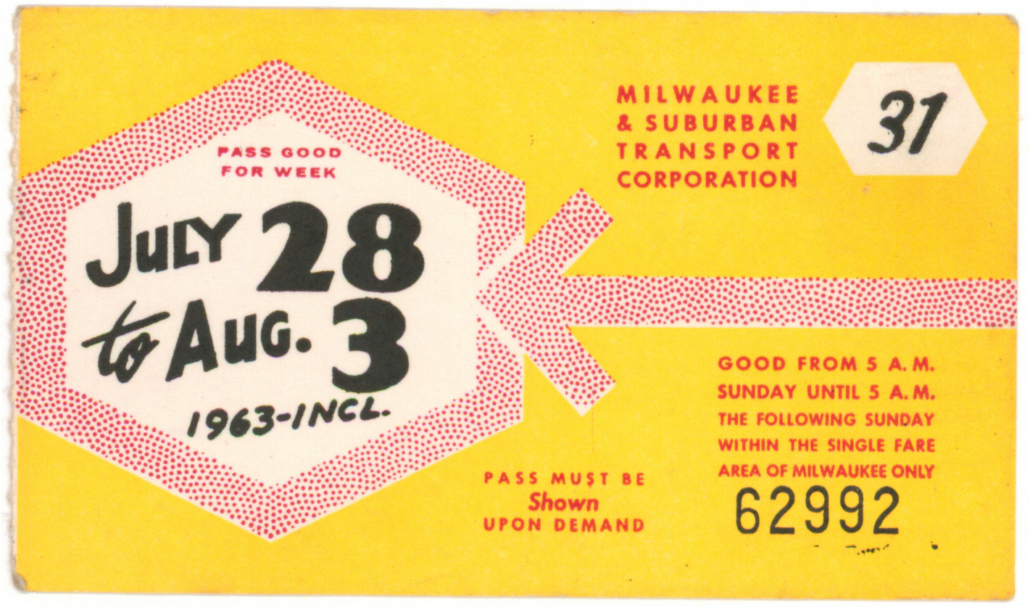 PASS GOOD
FOR WEEK
JULY 28
to AUG. 3
1963-INCL.
MILWAUKEE
& SUBURBAN
TRANSPORT
CORPORATION
31
GOOD FROM 5 A.M.
SUNDAY UNTIL 5 A.M.
THE FOLLOWING SUNDAY
WITHIN THE SINGLE FARE
AREA OF MILWAUKEE ONLY
62992
PASS MUST BE
Shown
UPON DEMAND